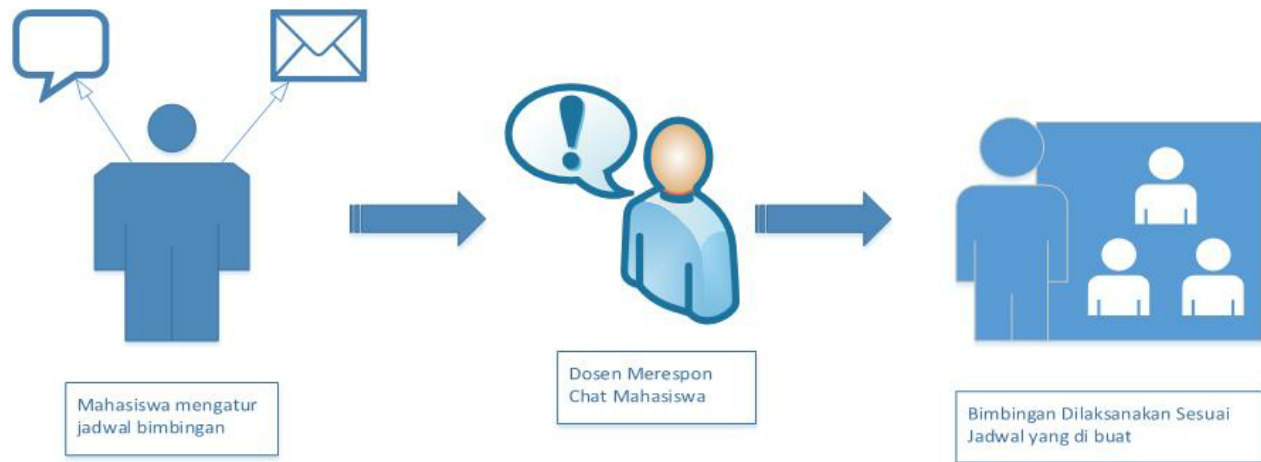 Mahasiswa mengatur
jadwal bimbingan
Dosen Merespon
Chat Mahasiswa
Bimbingan Dilaksanakan Sesuai
Jadwal yang di buat